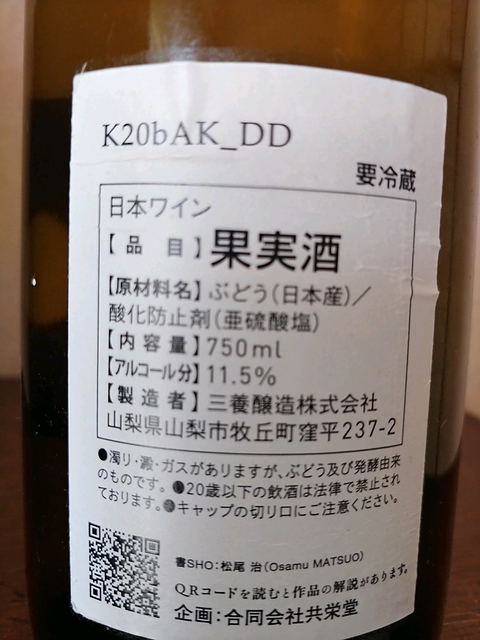 K20bAK_DD
要冷蔵
日本ワイン
【品 目】果実酒
【原材料名】ぶどう(日本産)/
酸化防止剤(亜硫酸塩)
【内容量】750ml
【アルコール分】11.5%
【製造者】三養醸造株式会社
山梨県山梨市牧丘町窪平237-2
●濁り・澱・ガスがありますが、ぶどう及び発酵由来
のものです。●20歳以下の飲酒は法律で禁止され
ております。●キャップの切り口にご注意ください。
書SHO:松尾 治(Osamu MATSUO)
QRコードを読むと作品の解説があります。
企画:合同会社共栄堂